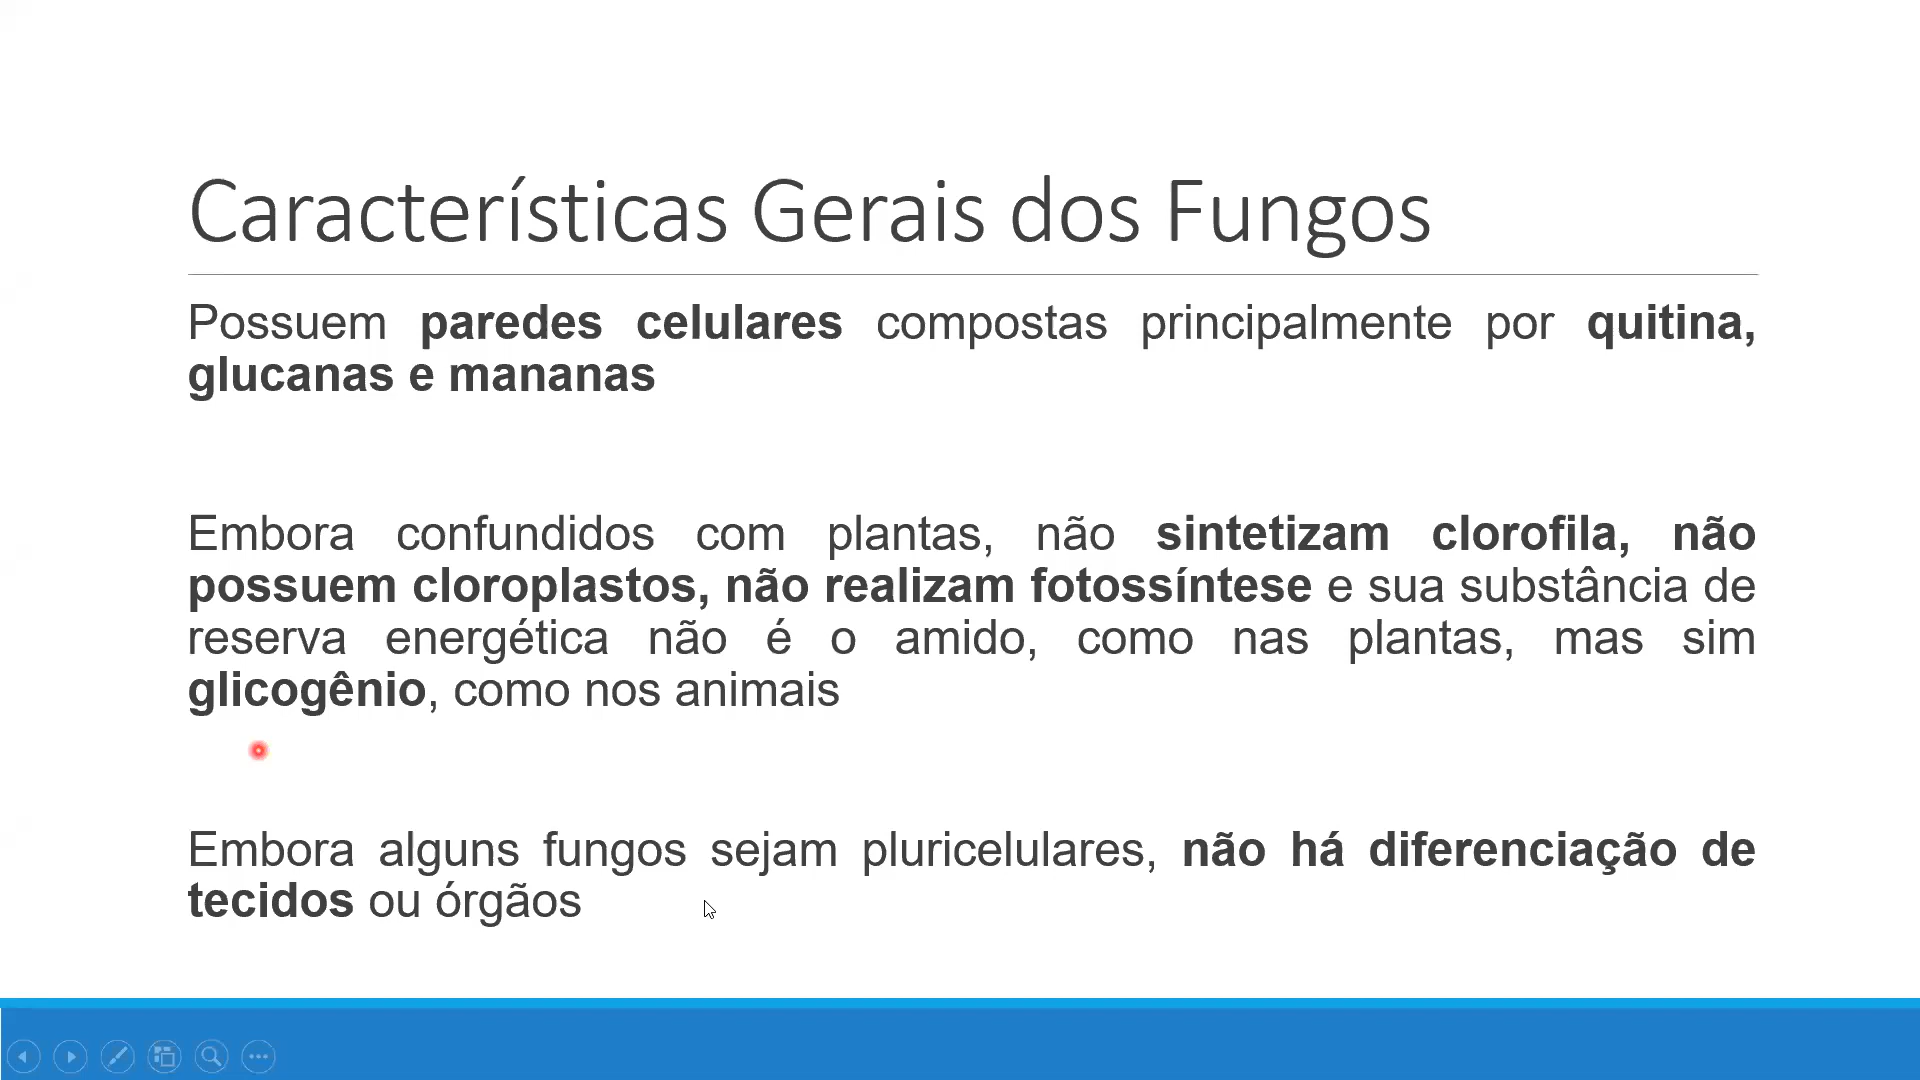 Características Gerais dos Fungos
Possuem paredes celulares compostas principalmente por quitina,
glucanas e mananas
Embora confundidos com plantas, não sintetizam clorofila, não
possuem cloroplastos, não realizam fotossíntese e sua substância de
reserva energética não é o amido, como nas plantas, mas sim
glicogênio, como nos animais
Embora alguns fungos sejam pluricelulares, não há diferenciação de
tecidos ou órgãos